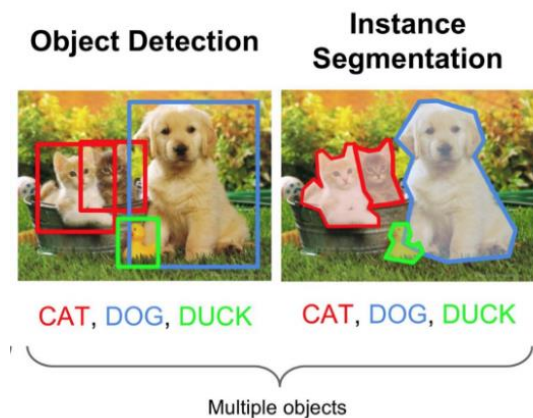 Object Detection
Instance
Segmentation
CAT, DOG, DUCK
CAT, DOG, DUCK
Multiple objects